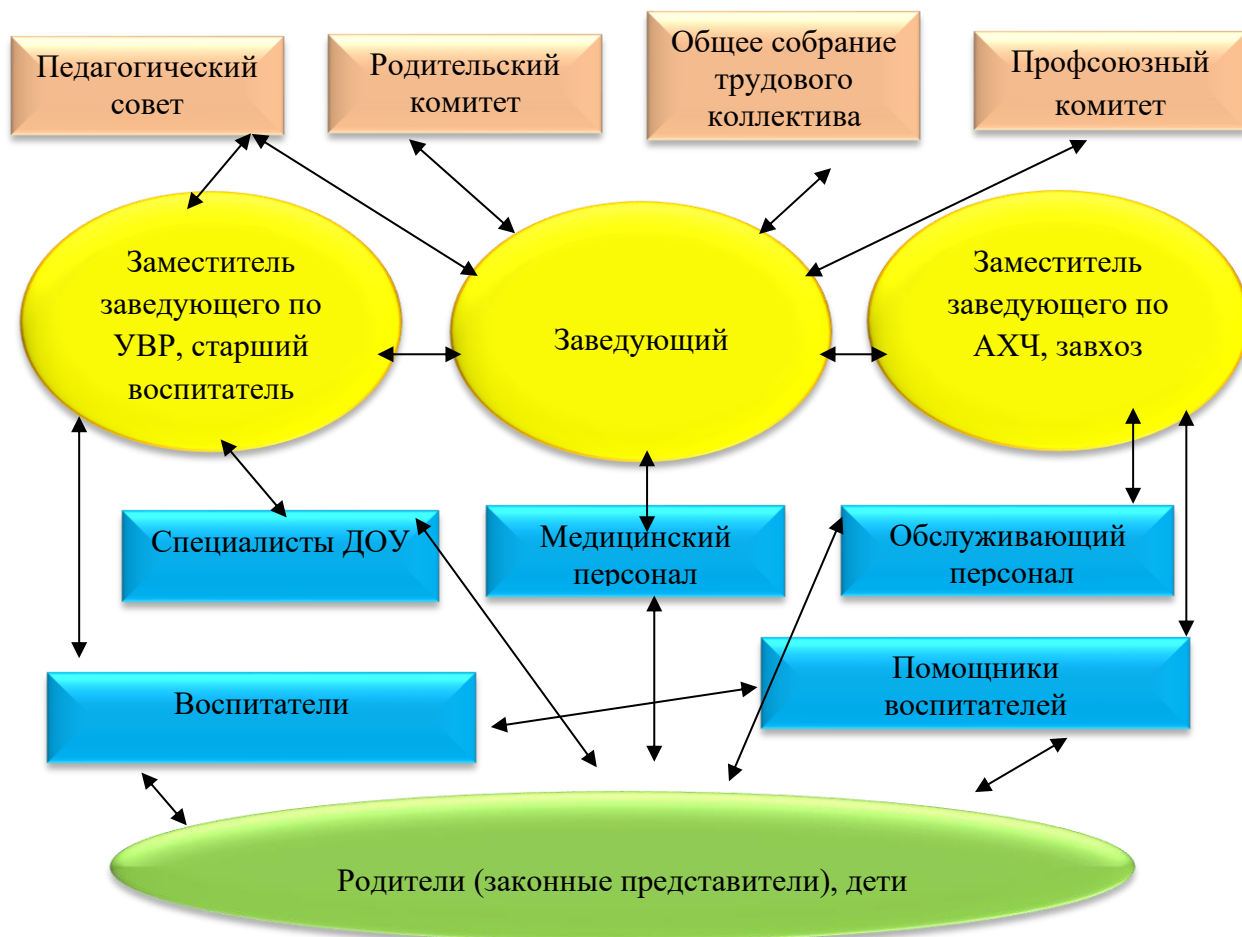 Педагогический
совет
Родительский
комитет
Общее собрание
трудового
коллектива
Профсоюзный
комитет
Заместитель
заведующего по
УВР, старший
воспитатель
Заведующий
Заместитель
заведующего по
АХЧ, завхоз
Специалисты ДОУ
Медицинский
персонал
Обслуживающий
персонал
Воспитатели
Помощники
воспитателей
Родители (законные представители), дети